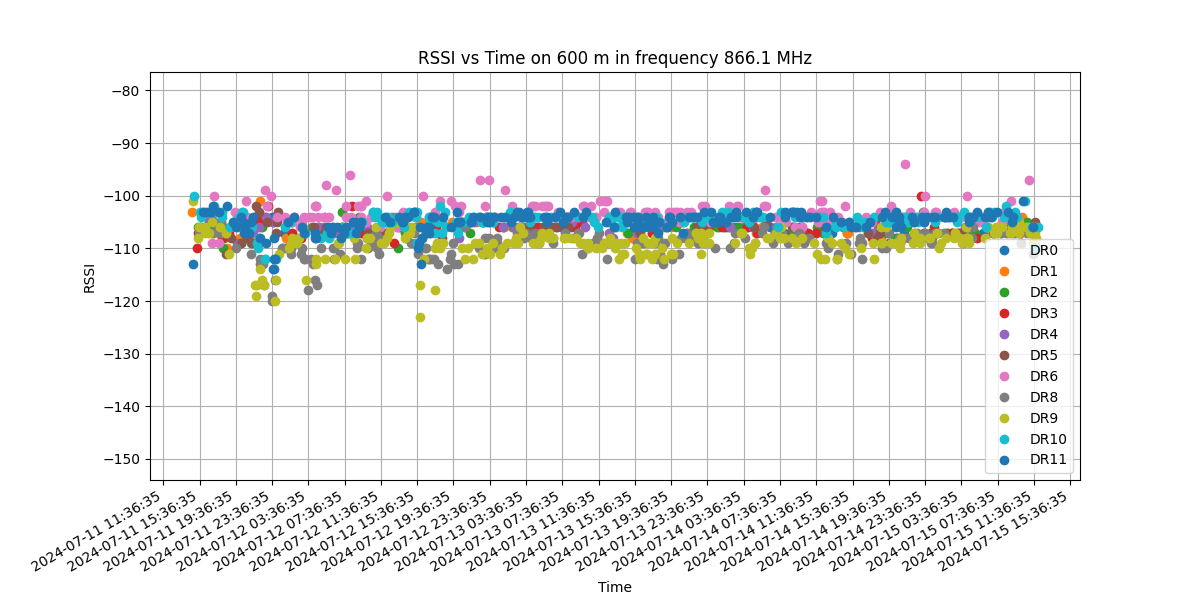 RSSI vs Time on 600 m in frequency 866.1 MHz
−80
−90
−100
−110
−120
−130
−140
−150
RSSI
DR0
DR1
DR2
DR3
DR4
DR5
DR6
DR8
DR9
DR10
DR11
2024-07-11 11:36:35
2024-07-11 15:36:35
2024-07-11 19:36:35
2024-07-11 23:36:35
2024-07-12 03:36:35
2024-07-12 07:36:35
2024-07-12 11:36:35
2024-07-12 15:36:35
2024-07-12 19:36:35
2024-07-12 23:36:35
2024-07-13 03:36:35
2024-07-13 07:36:35
2024-07-13 11:36:35
2024-07-13 15:36:35
2024-07-13 19:36:35
2024-07-13 23:36:35
2024-07-14 03:36:35
2024-07-14 07:36:35
2024-07-14 11:36:35
2024-07-14 15:36:35
2024-07-14 19:36:35
2024-07-14 23:36:35
2024-07-15 03:36:35
2024-07-15 07:36:35
2024-07-15 11:36:35
2024-07-15 15:36:35
Time